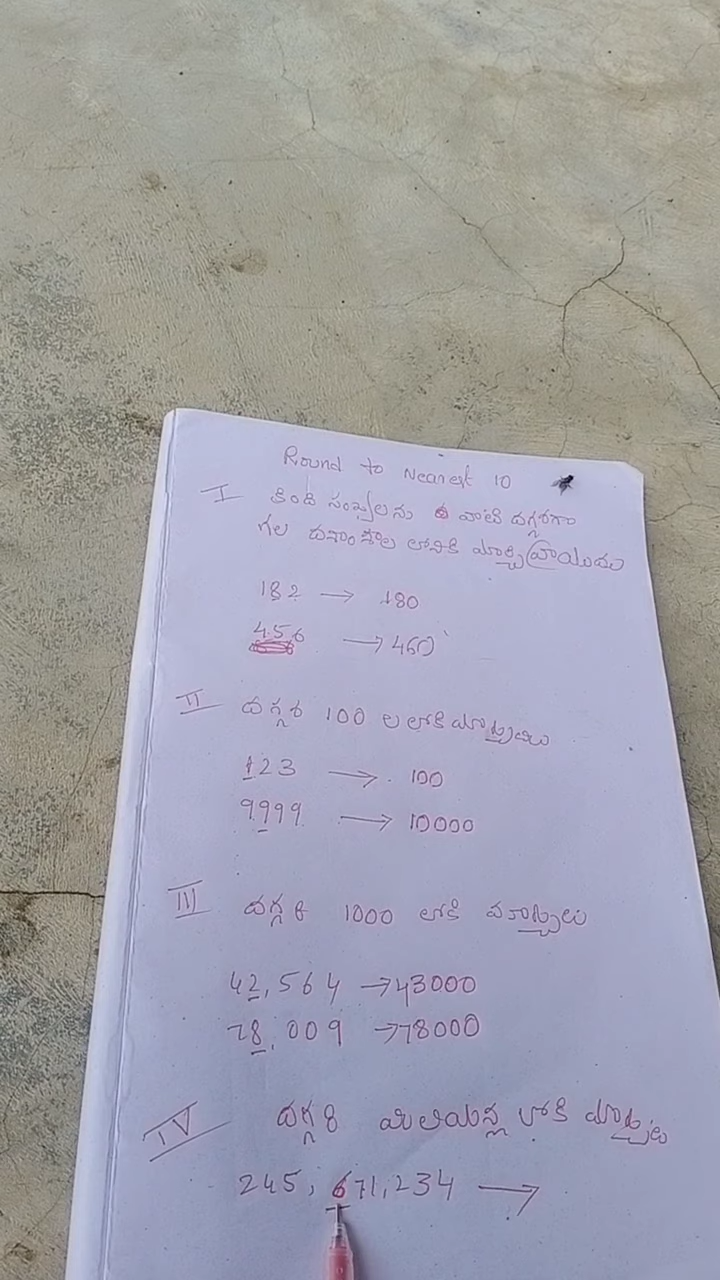 Round to Nearest 10
I క్రింది సంఖ్యలను వాటి దగ్గరగా
గల దశాంశాల లోనికి మార్చి వ్రాయుదు
182 → 180
456 → 460
II దగ్గర 100 ల లోకి మార్చుట
123 → 100
9999 → 10000
III దగ్గర 1000 లోకి మార్చులు
42,564 → 43000
78,009 → 78000
IV దగ్గర మిలియన్ల లోకి మార్చుట
245,671,234 →